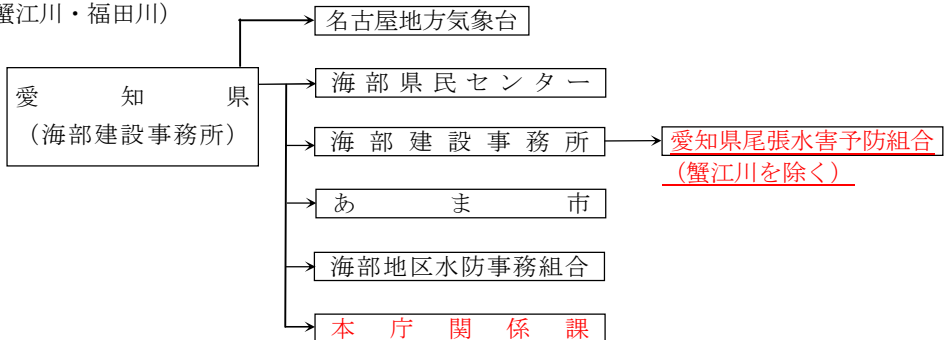 蟹江川・福田川）
名古屋地方気象台
愛知県
（海部建設事務所）
海部県民センター
海部建設事務所
愛知県尾張水害予防組合
（蟹江川を除く）
あま市
海部地区水防事務組合
本庁関係課